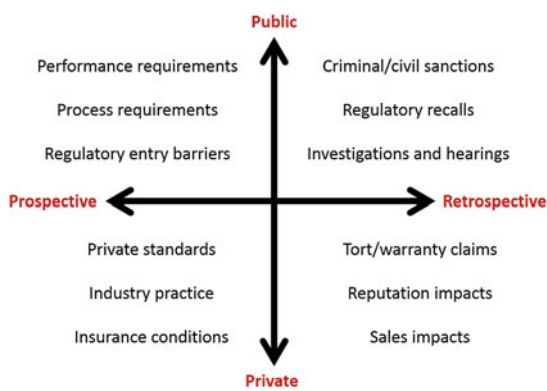 Public
Performance requirements
Criminal/civil sanctions
Process requirements
Regulatory recalls
Regulatory entry barriers
Investigations and hearings
Prospective
Retrospective
Private standards
Tort/warranty claims
Industry practice
Reputation impacts
Insurance conditions
Sales impacts
Private